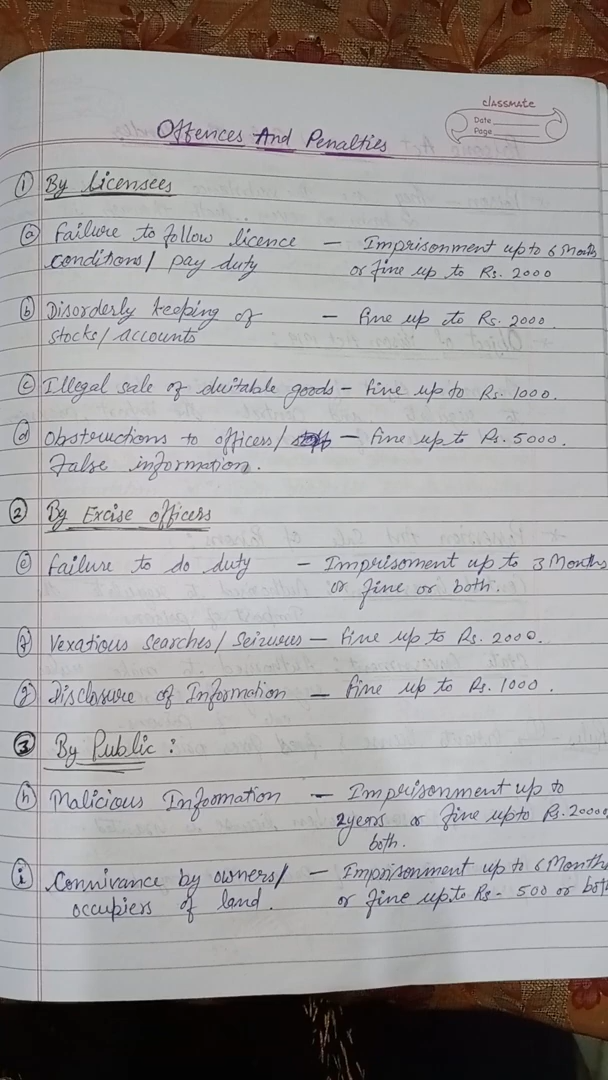 classmate
Date
Page
Offences And Penalties
① By licensees
ⓐ Failure to follow licence – Imprisonment up to 6 Month
conditions/ pay duty or fine up to Rs. 2000
ⓑ Disorderly keeping of – fine up to Rs. 2000.
stocks/ accounts
ⓒ Illegal sale of duitable goods – fine up to Rs. 1000.
ⓓ Obstructions to officers/ – fine up to Rs. 5000.
False information.
② By Excise officers
ⓔ Failure to do duty – Imprisoment up to 3 Months
or fine or both.
ⓕ Vexatious searches/ Seizures – fine up to Rs. 2000.
ⓖ Disclosure of Information – fine up to Rs. 1000.
③ By Public :
ⓗ Malicious Information – Imprisonment up to
2years or fine upto Rs. 2000
both.
ⓘ Connivance by owners/ – Imprisonment up to 6 Months
occupiers of land. or fine up to Rs – 500 or both